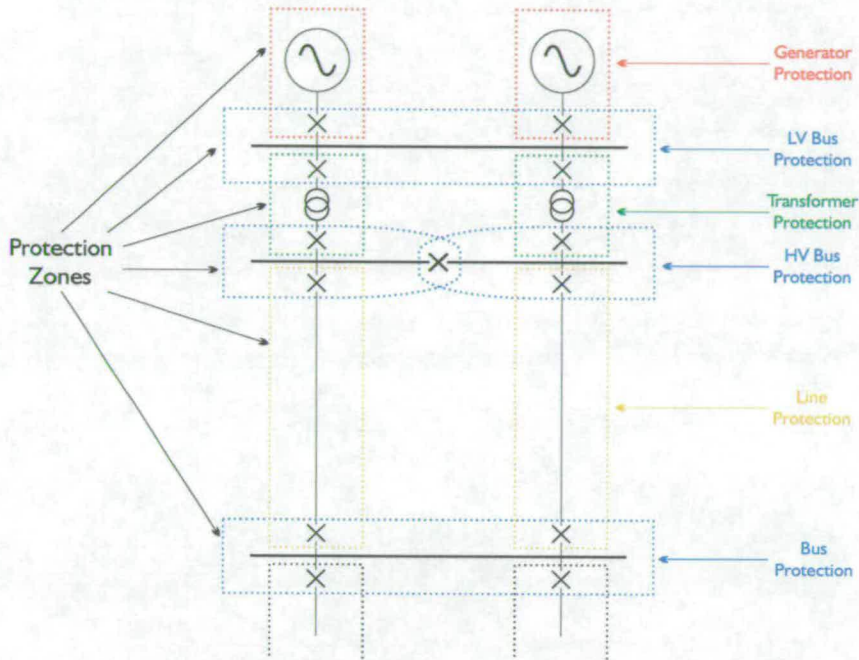 Generator
Protection
LV Bus
Protection
Transformer
Protection
Protection
Zones
HV Bus
Protection
Line
Protection
Bus
Protection